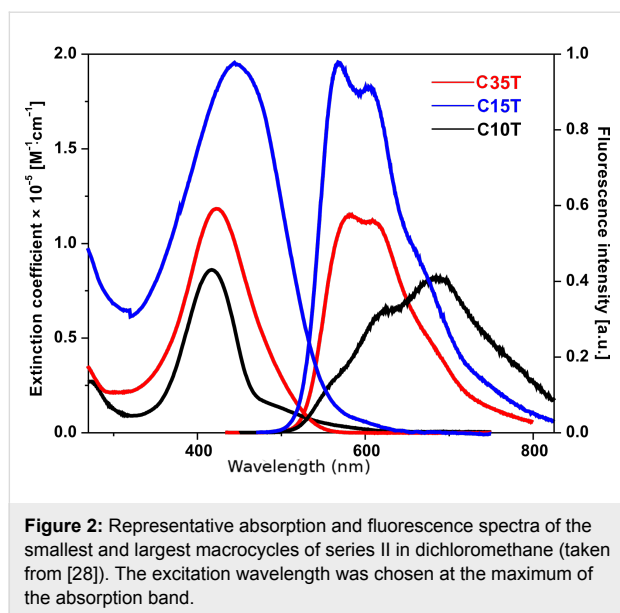 2.0
1.5
1.0
0.5
0.0
Extinction coefficient × 10⁻⁵ [M⁻¹cm⁻¹]
C35T
C15T
C10T
1.0
0.8
0.6
0.4
0.2
0.0
Fluorescence intensity [a.u.]
400
500
600
800
Wavelength (nm)
Figure 2: Representative absorption and fluorescence spectra of the
smallest and largest macrocycles of series II in dichloromethane (taken
from [28]). The excitation wavelength was chosen at the maximum of
the absorption band.